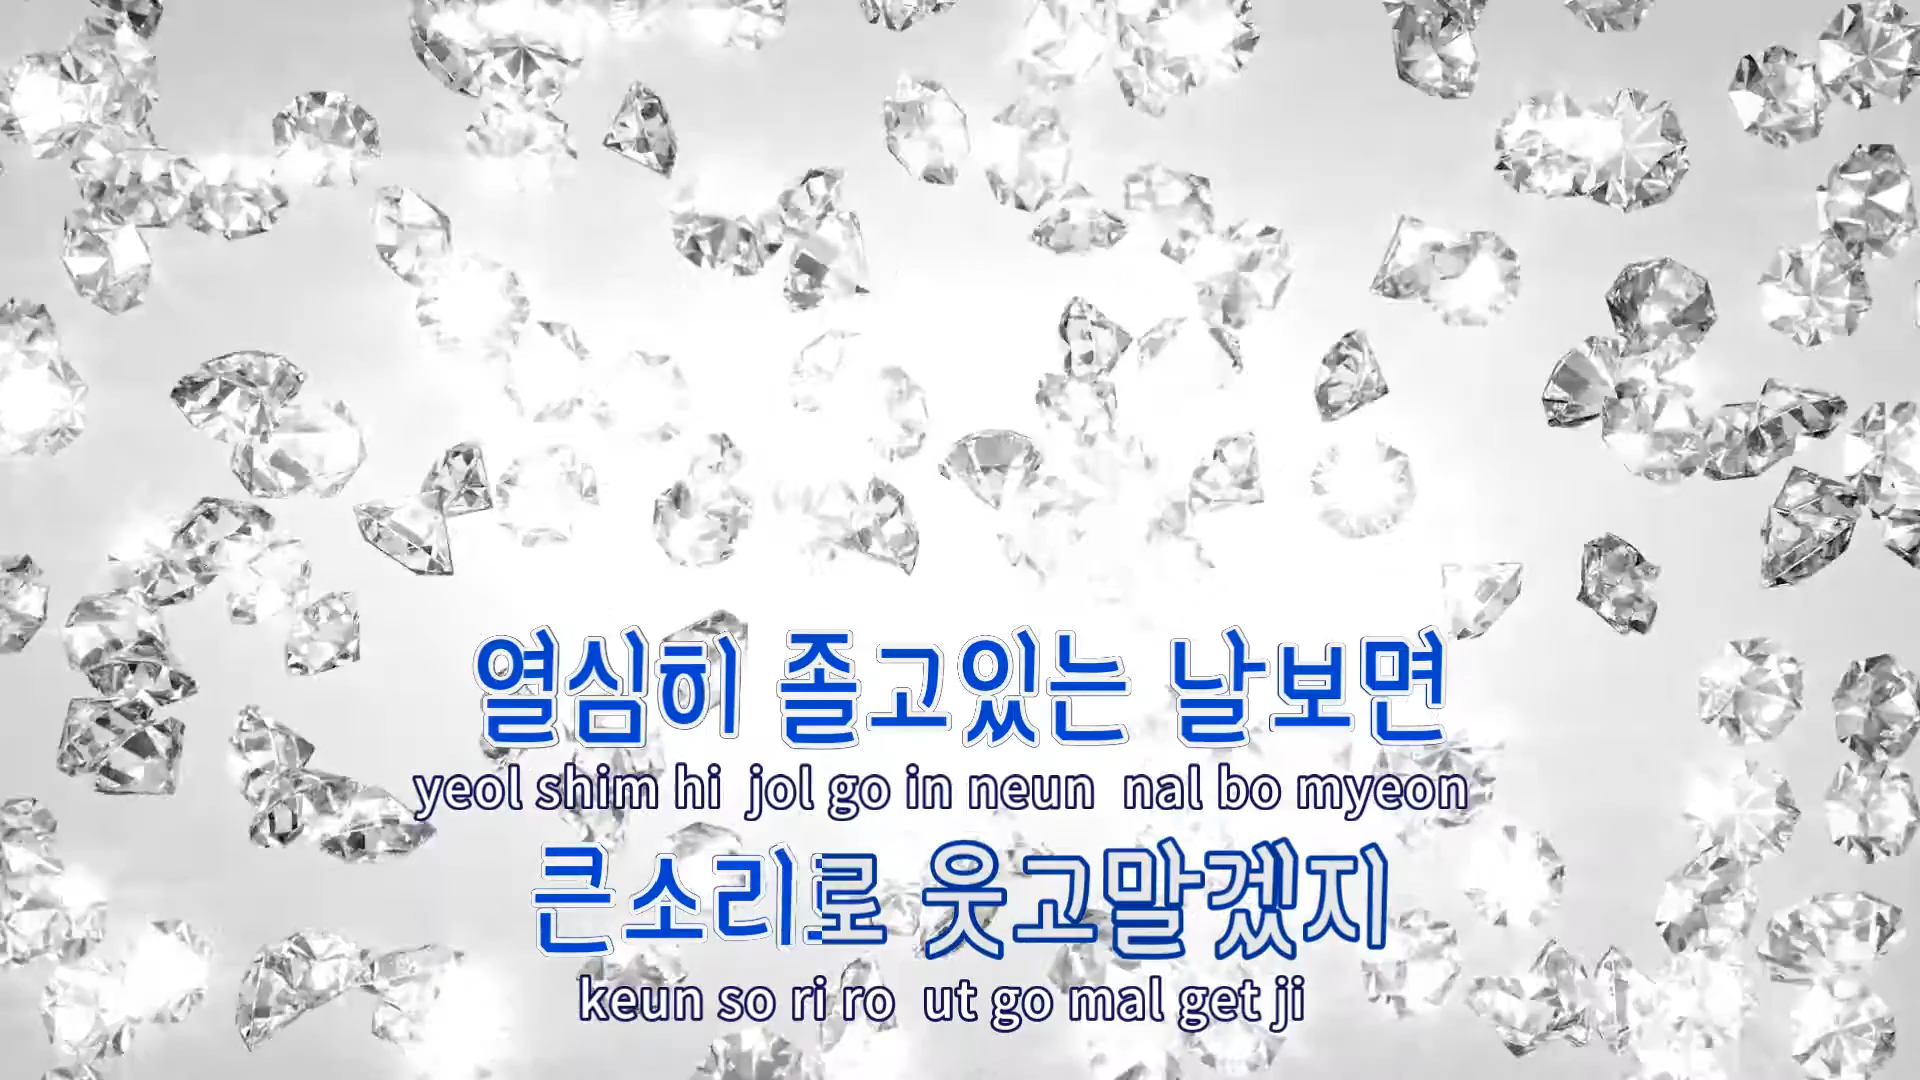 열심히 졸고있는 날보면
yeol shim hi jol go in neun nal bo myeon
큰소리로 웃고말겠지
keun so ri ro ut go mal get ji